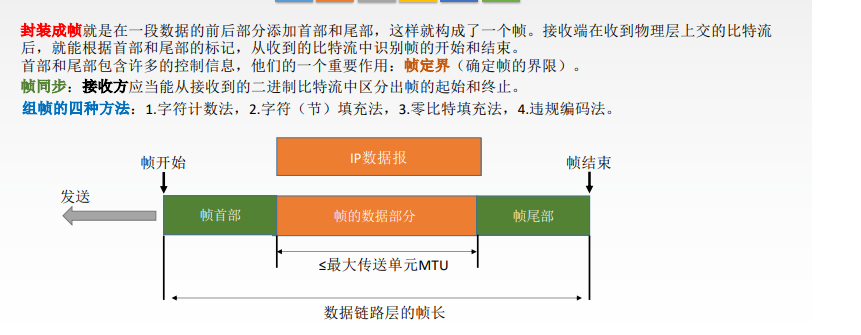 封装成帧就是在一段数据的前后部分添加首部和尾部，这样就构成了一个帧。接收端在收到物理层上交的比特流
后，就能根据首部和尾部的标记，从收到的比特流中识别帧的开始和结束。
首部和尾部包含许多的控制信息，他们的一个重要作用：帧定界（确定帧的界限）。
帧同步：接收方应当能从接收到的二进制比特流中区分出帧的起始和终止。
组帧的四种方法：1.字符计数法，2.字符（节）填充法，3.零比特填充法，4.违规编码法。
IP数据报
帧开始
帧结束
发送
帧首部
帧的数据部分
帧尾部
≤最大传送单元MTU
数据链路层的帧长